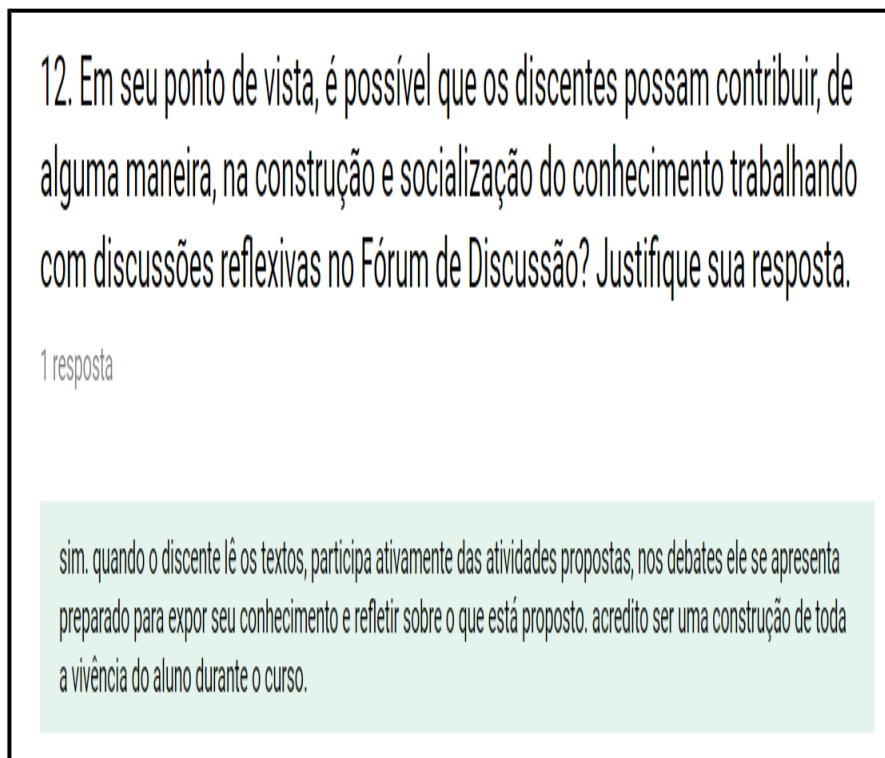 12. Em seu ponto de vista, é possível que os discentes possam contribuir, de
alguma maneira, na construção e socialização do conhecimento trabalhando
com discussões reflexivas no Fórum de Discussão? Justifique sua resposta.
1 resposta
sim. quando o discente lê os textos, participa ativamente das atividades propostas, nos debates ele se apresenta
preparado para expor seu conhecimento e refletir sobre o que está proposto. acredito ser uma construção de toda
a vivência do aluno durante o curso.